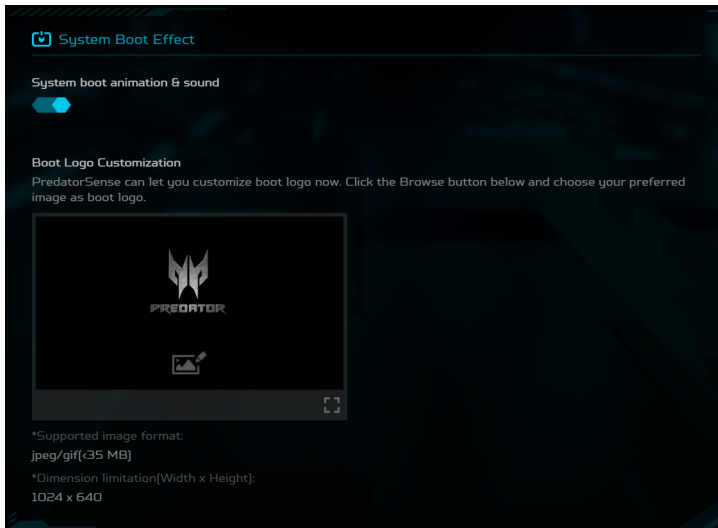 System Boot Effect
System boot animation & sound
Boot Logo Customization
PredatorSense can let you customize boot logo now. Click the Browse button below and choose your preferred
image as boot logo.
PREDATOR
*Supported image format:
jpeg/gif(<35 MB)
*Dimension limitation(Width x Height):
1024 x 640